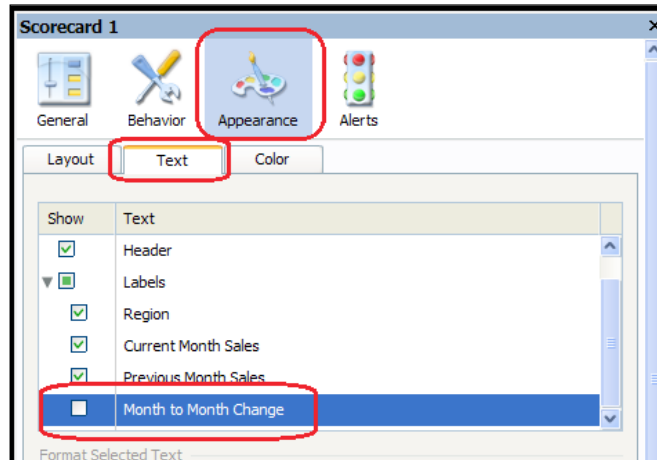 Scorecard 1
General Behavior Appearance Alerts
Layout Text Color
Show Text
Header
Labels
Region
Current Month Sales
Previous Month Sales
Month to Month Change
Format Selected Text